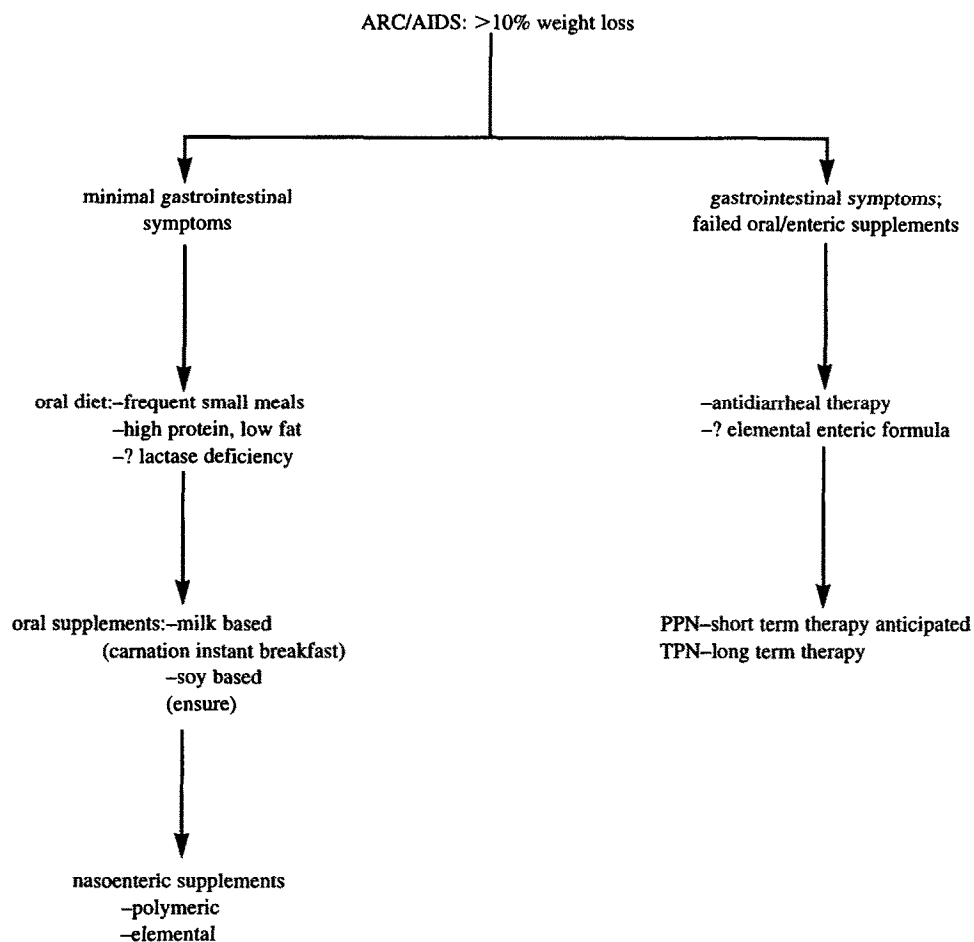 ARC/AIDS: >10% weight loss
minimal gastrointestinal
symptoms
gastrointestinal symptoms;
failed oral/enteric supplements
oral diet:–frequent small meals
–high protein, low fat
–? lactase deficiency
–antidiarrheal therapy
–? elemental enteric formula
oral supplements:–milk based
(carnation instant breakfast)
–soy based
(ensure)
PPN–short term therapy anticipated
TPN–long term therapy
nasoenteric supplements
–polymeric
–elemental